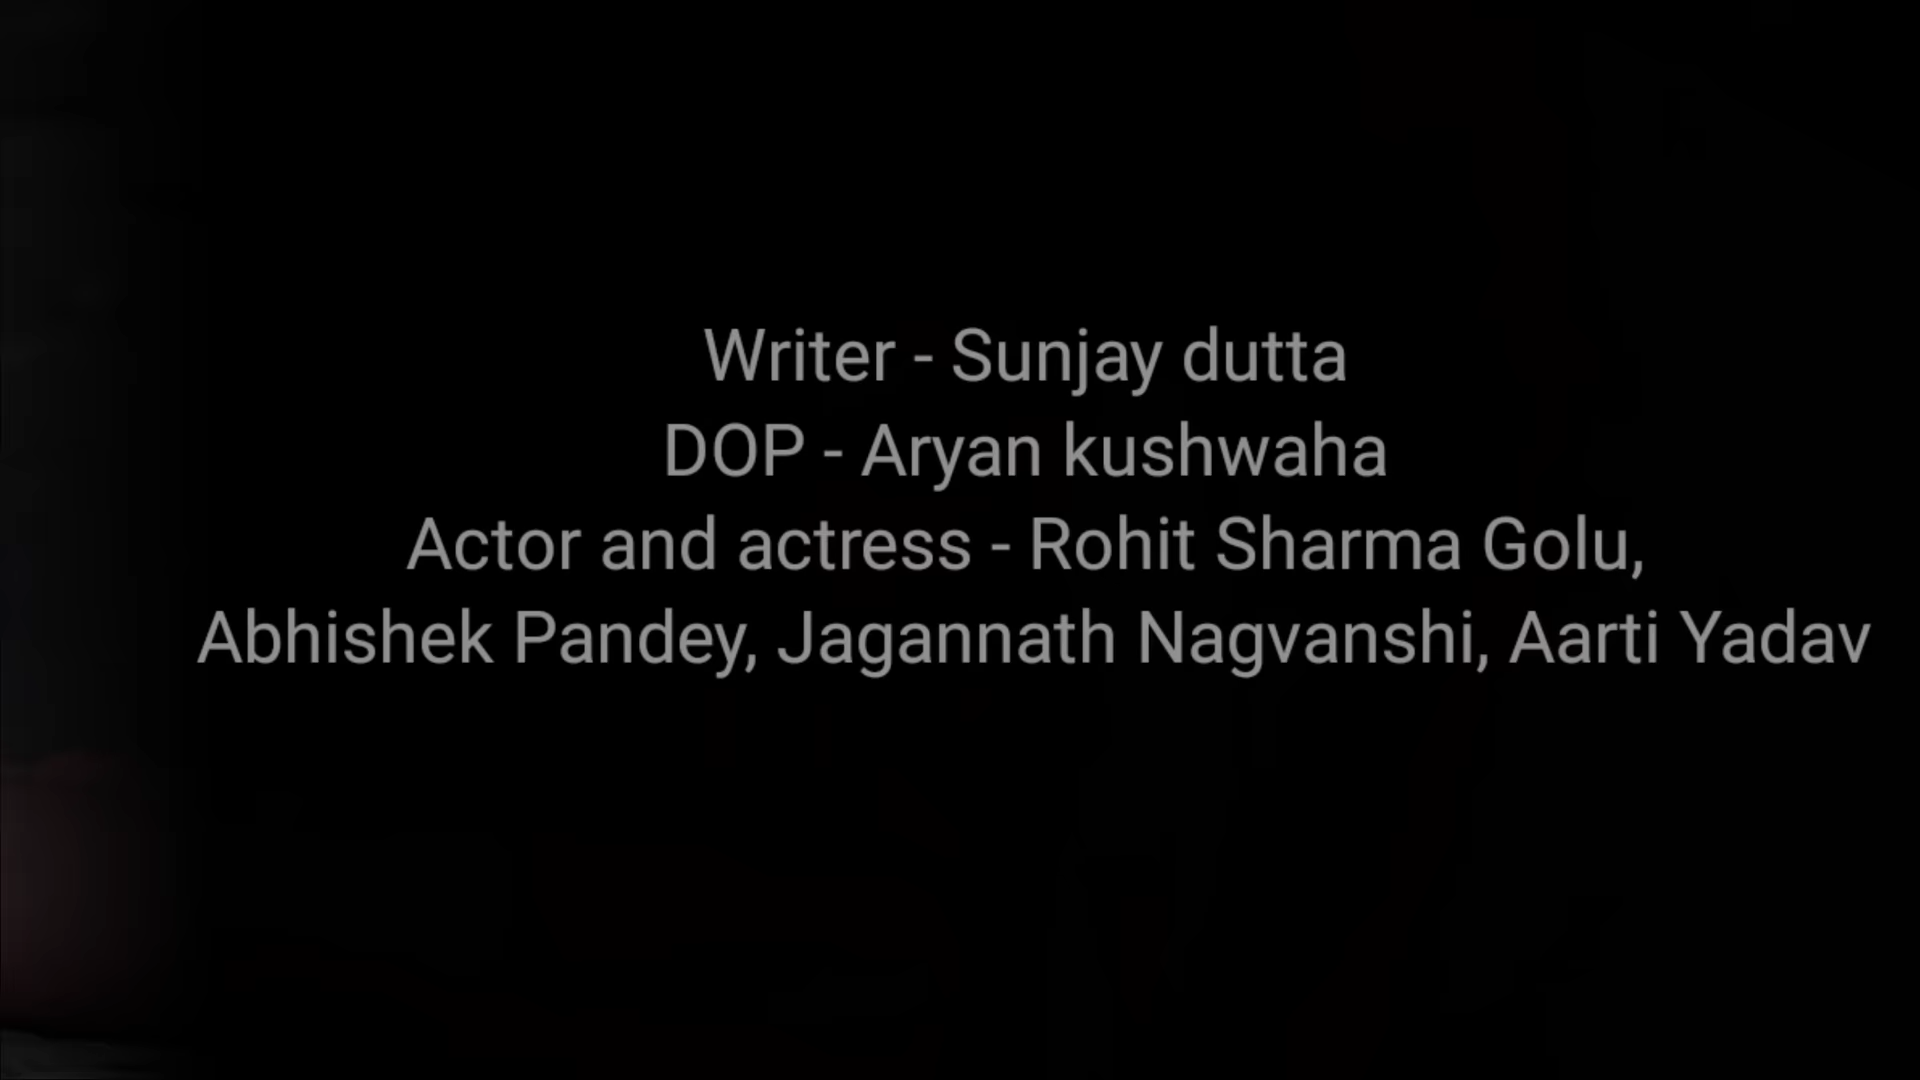 Writer - Sunjay dutta
DOP - Aryan kushwaha
Actor and actress - Rohit Sharma Golu,
Abhishek Pandey, Jagannath Nagvanshi, Aarti Yadav